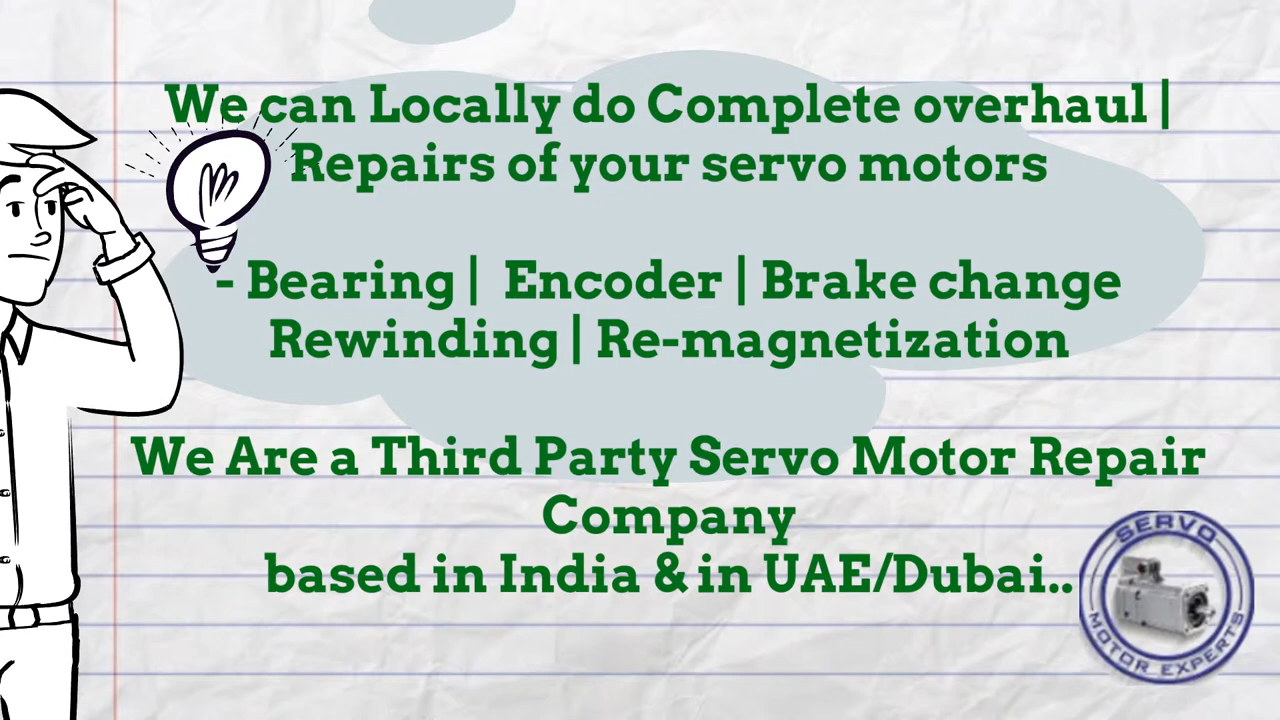 We can Locally do Complete overhaul |
Repairs of your servo motors
- Bearing |  Encoder | Brake change
Rewinding | Re-magnetization
We Are a Third Party Servo Motor Repair
Company
based in India & in UAE/Dubai..
SERVO
MOTOR EXPERTS